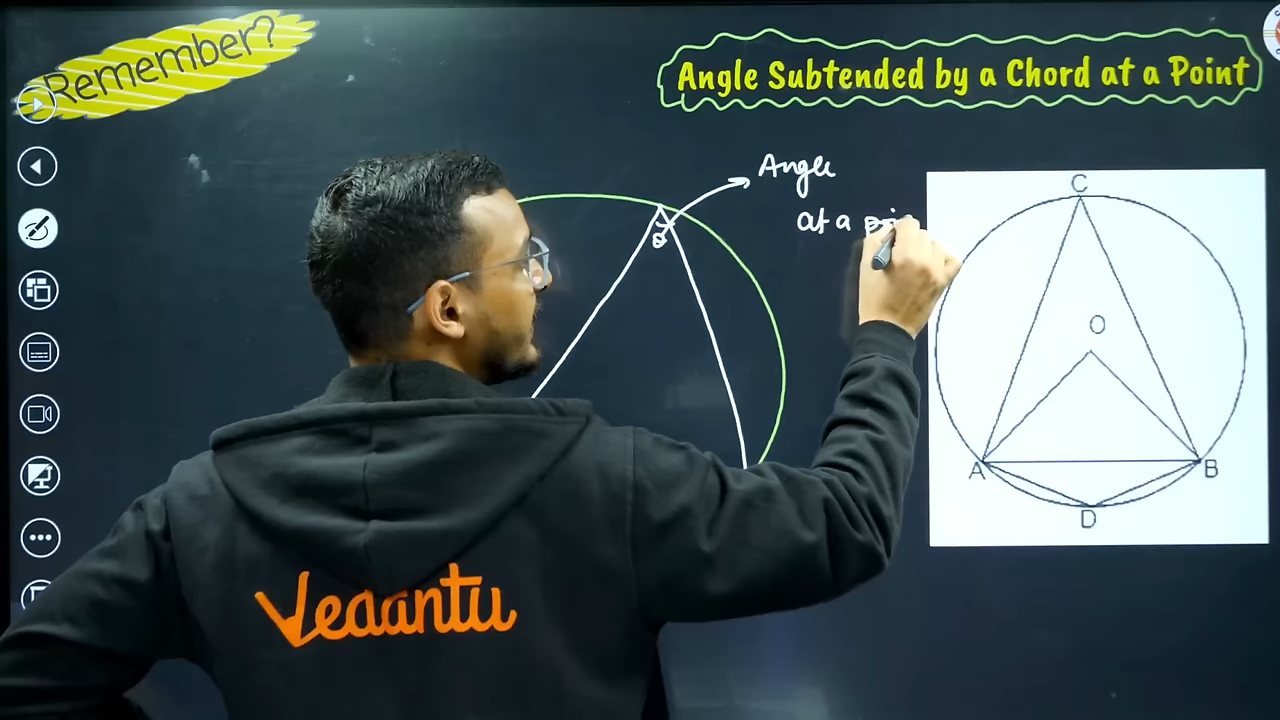 Remember?
Angle Subtended by a Chord at a Point
Angle
at a
θ
C
O
A
B
D
Vedantu